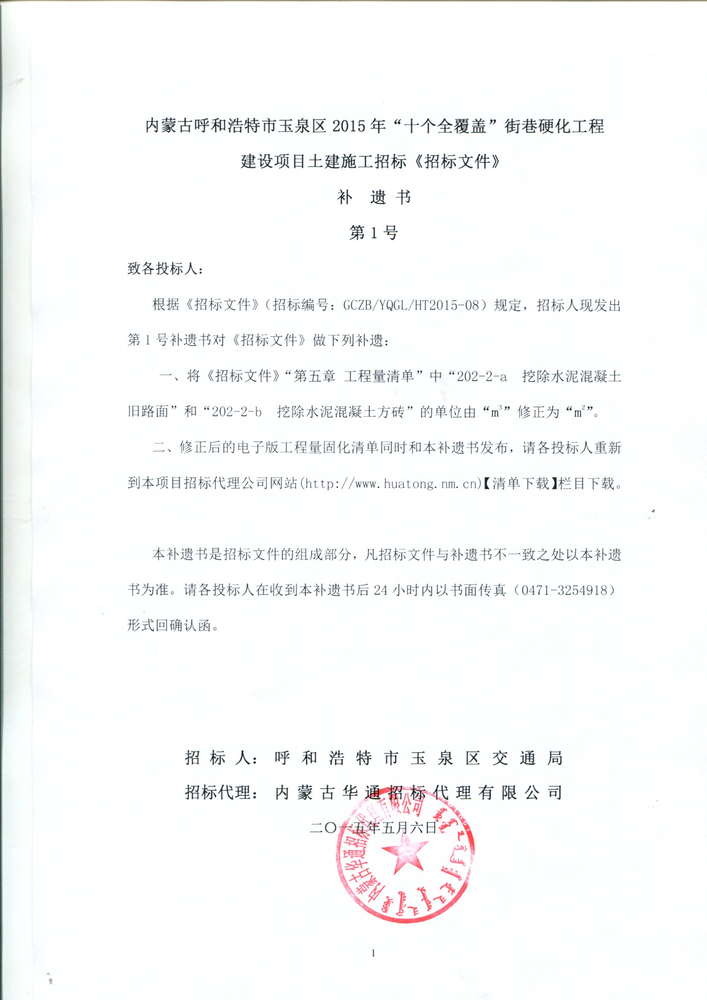 内蒙古呼和浩特市玉泉区 2015 年“十个全覆盖”街巷硬化工程
建设项目土建施工招标《招标文件》
补 遗 书
第 1 号
致各投标人：
根据《招标文件》（招标编号：GCZB/YQGL/HT2015-08）规定，招标人现发出
第 1 号补遗书对《招标文件》做下列补遗：
一、将《招标文件》“第五章 工程量清单”中“202-2-a 挖除水泥混凝土
旧路面”和“202-2-b 挖除水泥混凝土方砖”的单位由“m³”修正为“m²”。
二、修正后的电子版工程量固化清单同时和本补遗书发布，请各投标人重新
到本项目招标代理公司网站(http://www.huatong.nm.cn)【清单下载】栏目下载。
本补遗书是招标文件的组成部分，凡招标文件与补遗书不一致之处以本补遗
书为准。请各投标人在收到本补遗书后 24 小时内以书面传真（0471-3254918）
形式回确认函。
招 标 人： 呼和浩特市玉泉区交通局
招标代理： 内蒙古华通招标代理有限公司
二〇一五年五月六日
内蒙古华通招标代理有限公司
1